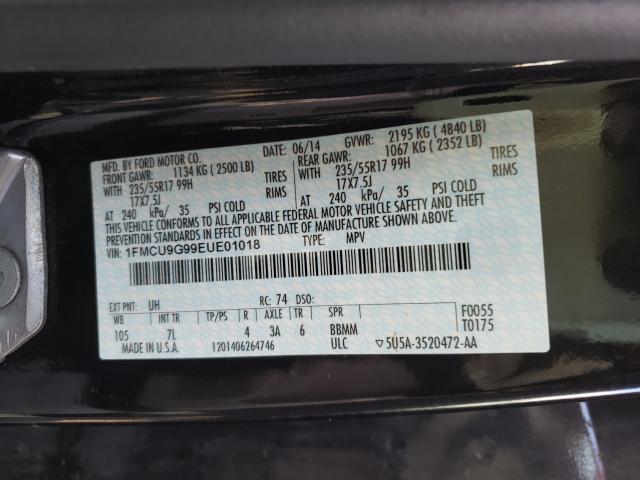 MFD. BY FORD MOTOR CO. DATE: 06/14 GVWR: 2195 KG ( 4840 LB)
FRONT GAWR: 1134 KG ( 2500 LB) REAR GAWR: 1067 KG ( 2352 LB)
WITH 235/55R17 99H TIRES WITH 235/55R17 99H TIRES
17X7.5J RIMS 17X7.5J RIMS
AT 240 kPa/ 35 PSI COLD AT 240 kPa/ 35 PSI COLD
THIS VEHICLE CONFORMS TO ALL APPLICABLE FEDERAL MOTOR VEHICLE SAFETY AND THEFT
PREVENTION STANDARDS IN EFFECT ON THE DATE OF MANUFACTURE SHOWN ABOVE.
VIN: 1FMCU9G99EUE01018 TYPE: MPV
EXT PNT: UH RC: 74 DSO: F0055
WB INT TR TP/PS R AXLE TR SPR T0175
105 7L 4 3A 6 BBMM
MADE IN U.S.A. 1201406264746 ULC ▽5U5A-3520472-AA